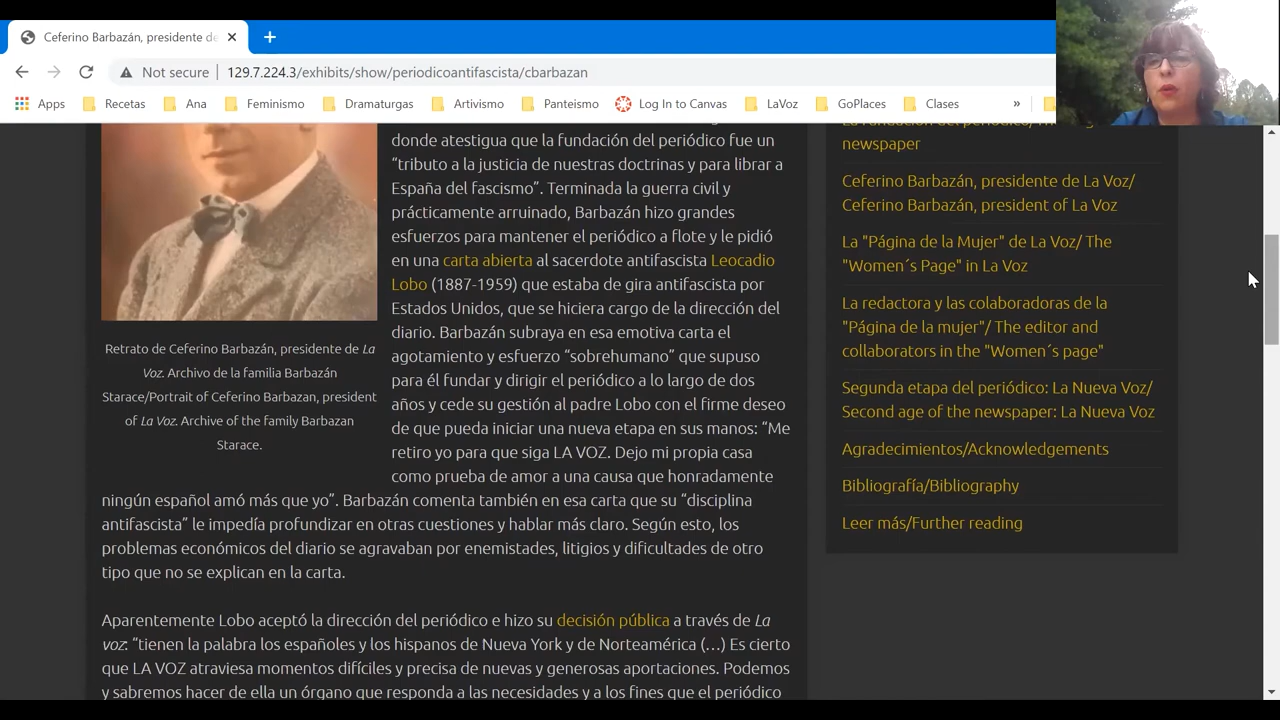 Ceferino Barbazán, presidente de
Not secure
129.7.224.3/exhibits/show/periodicoantifascista/cbarbazan
Apps
Recetas
Ana
Feminismo
Dramaturgas
Artivismo
Panteismo
Log In to Canvas
LaVoz
GoPlaces
Clases
»
donde atestigua que la fundación del periódico fue un
“tributo a la justicia de nuestras doctrinas y para librar a
España del fascismo”. Terminada la guerra civil y
prácticamente arruinado, Barbazán hizo grandes
esfuerzos para mantener el periódico a flote y le pidió
en una carta abierta al sacerdote antifascista Leocadio
Lobo (1887-1959) que estaba de gira antifascista por
Estados Unidos, que se hiciera cargo de la dirección del
diario. Barbazán subraya en esa emotiva carta el
agotamiento y esfuerzo “sobrehumano” que supuso
para él fundar y dirigir el periódico a lo largo de dos
años y cede su gestión al padre Lobo con el firme deseo
de que pueda iniciar una nueva etapa en sus manos: “Me
retiro yo para que siga LA VOZ. Dejo mi propia casa
como prueba de amor a una causa que honradamente
ningún español amó más que yo”. Barbazán comenta también en esa carta que su “disciplina
antifascista” le impedía profundizar en otras cuestiones y hablar más claro. Según esto, los
problemas económicos del diario se agravaban por enemistades, litigios y dificultades de otro
tipo que no se explican en la carta.
Retrato de Ceferino Barbazán, presidente de La
Voz. Archivo de la familia Barbazán
Starace/Portrait of Ceferino Barbazan, president
of La Voz. Archive of the family Barbazan
Starace.
Aparentemente Lobo aceptó la dirección del periódico e hizo su decisión pública a través de La
voz: “tienen la palabra los españoles y los hispanos de Nueva York y de Norteamérica (…) Es cierto
que LA VOZ atraviesa momentos difíciles y precisa de nuevas y generosas aportaciones. Podemos
y sabremos hacer de ella un órgano que responda a las necesidades y a los fines que el periódico
newspaper
Ceferino Barbazán, presidente de La Voz/
Ceferino Barbazán, president of La Voz
La "Página de la Mujer" de La Voz/ The
"Women´s Page" in La Voz
La redactora y las colaboradoras de la
"Página de la mujer"/ The editor and
collaborators in the "Women´s page"
Segunda etapa del periódico: La Nueva Voz/
Second age of the newspaper: La Nueva Voz
Agradecimientos/Acknowledgements
Bibliografía/Bibliography
Leer más/Further reading